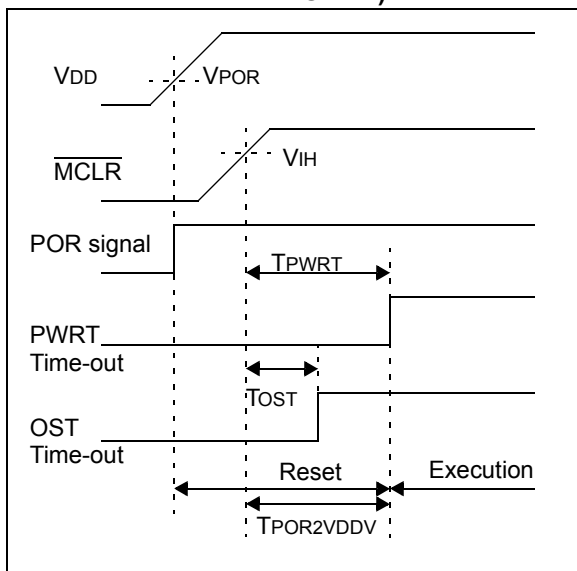 VDD
VPOR
MCLR
VIH
POR signal
TPWRT
PWRT
Time-out
TOST
OST
Time-out
Reset
Execution
TPOR2VDDV